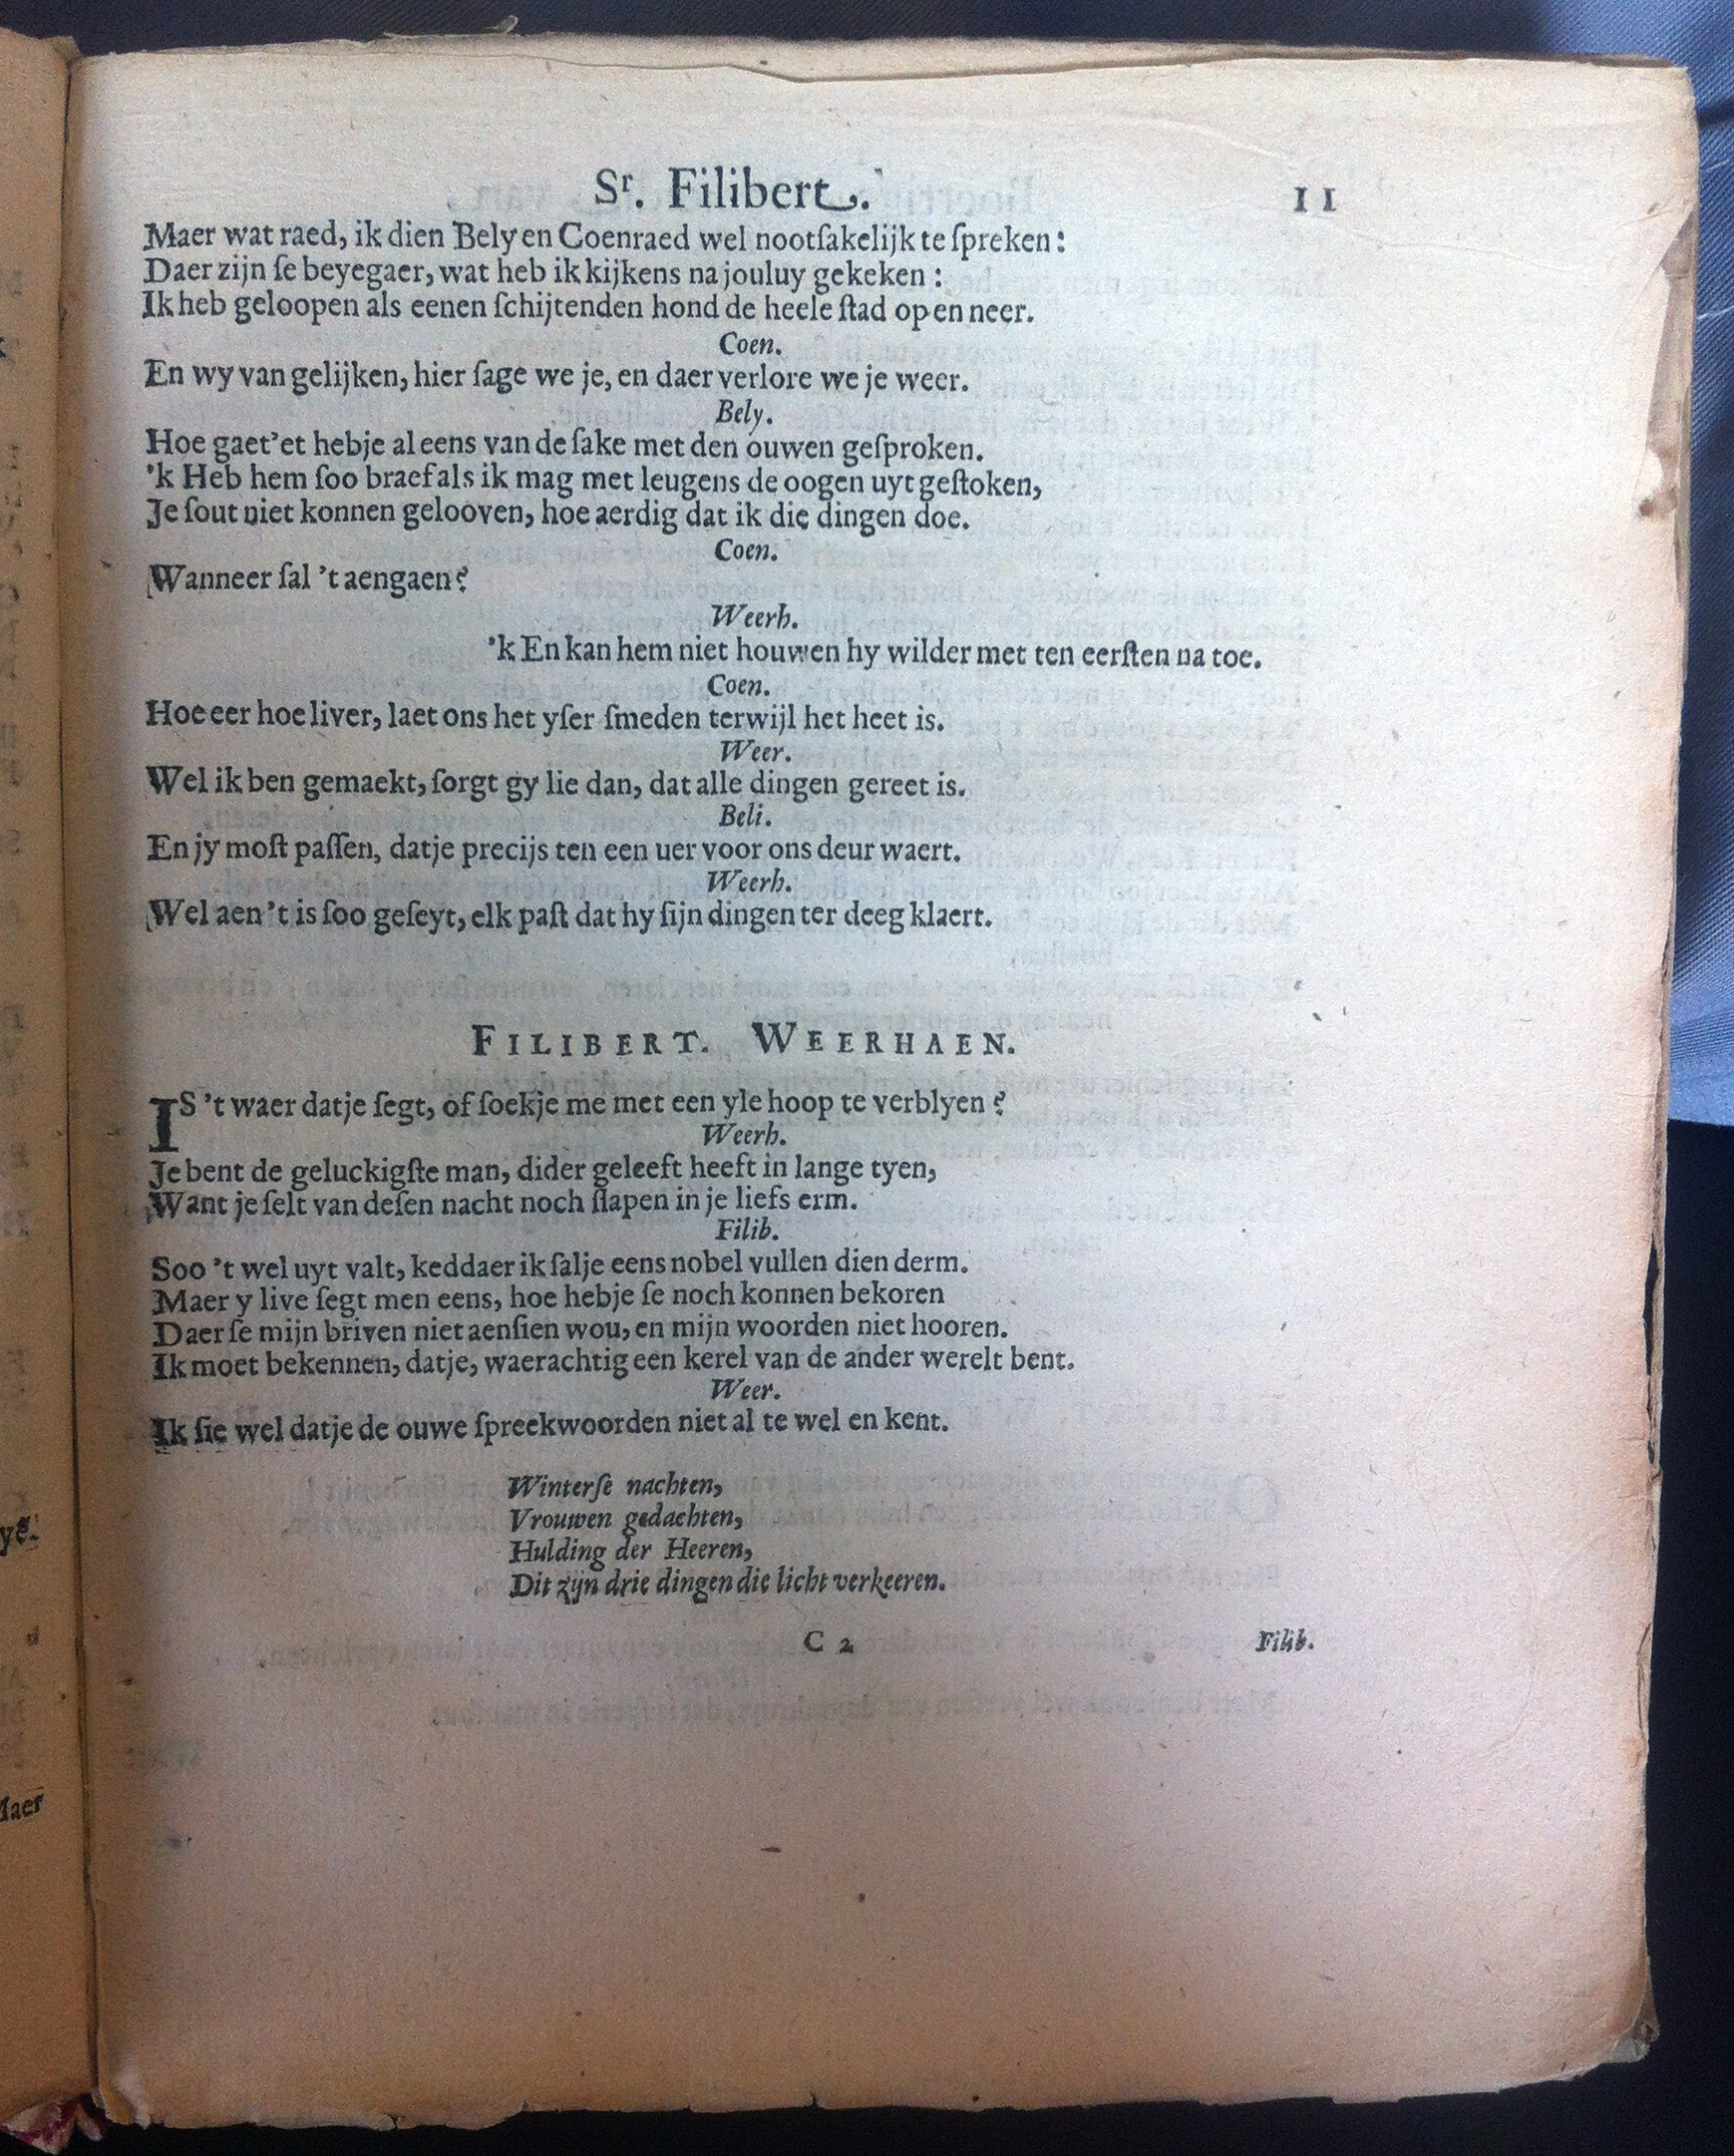 Sr. Filibert. 11
Maer wat raed, ik dien Bely en Coenraed wel nootſakelijk te ſpreken:
Daer zijn ſe beyegaer, wat heb ik kijkens na jouluy gekeken:
Ik heb geloopen als eenen ſchijtenden hond de heele ſtad op en neer.
Coen.
En wy van gelijken, hier ſage we je, en daer verlore we je weer.
Bely.
Hoe gaet'et hebje al eens van de ſake met den ouwen geſproken.
'k Heb hem ſoo braef als ik mag met leugens de oogen uyt geſtoken,
Je ſout niet konnen gelooven, hoe aerdig dat ik die dingen doe.
Coen.
Wanneer ſal 't aengaen?
Weerh.
'k En kan hem niet houwen hy wilder met ten eerſten na toe.
Coen.
Hoe eer hoe liver, laet ons het yſer ſmeden terwijl het heet is.
Weer.
Wel ik ben gemaekt, ſorgt gy lie dan, dat alle dingen gereet is.
Beli.
En jy moſt paſſen, datje precijs ten een uer voor ons deur waert.
Weerh.
Wel aen 't is ſoo geſeyt, elk paſt dat hy ſijn dingen ter deeg klaert.
FILIBERT. WEERHAEN.
IS 't waer datje ſegt, of ſoekje me met een yle hoop te verblyen?
Weerh.
Je bent de geluckigſte man, dider geleeft heeft in lange tyen,
Want je ſelt van deſen nacht noch ſlapen in je liefs erm.
Filib.
Soo 't wel uyt valt, keddaer ik ſalje eens nobel vullen dien derm.
Maer y live ſegt men eens, hoe hebje ſe noch konnen bekoren
Daer ſe mijn briven niet aenſien wou, en mijn woorden niet hooren.
Ik moet bekennen, datje, waerachtig een kerel van de ander werelt bent.
Weer.
Ik ſie wel datje de ouwe ſpreekwoorden niet al te wel en kent.
Winterſe nachten,
Vrouwen gedachten,
Hulding der Heeren,
Dit zijn drie dingen die licht verkeeren.
C 2 Filib.